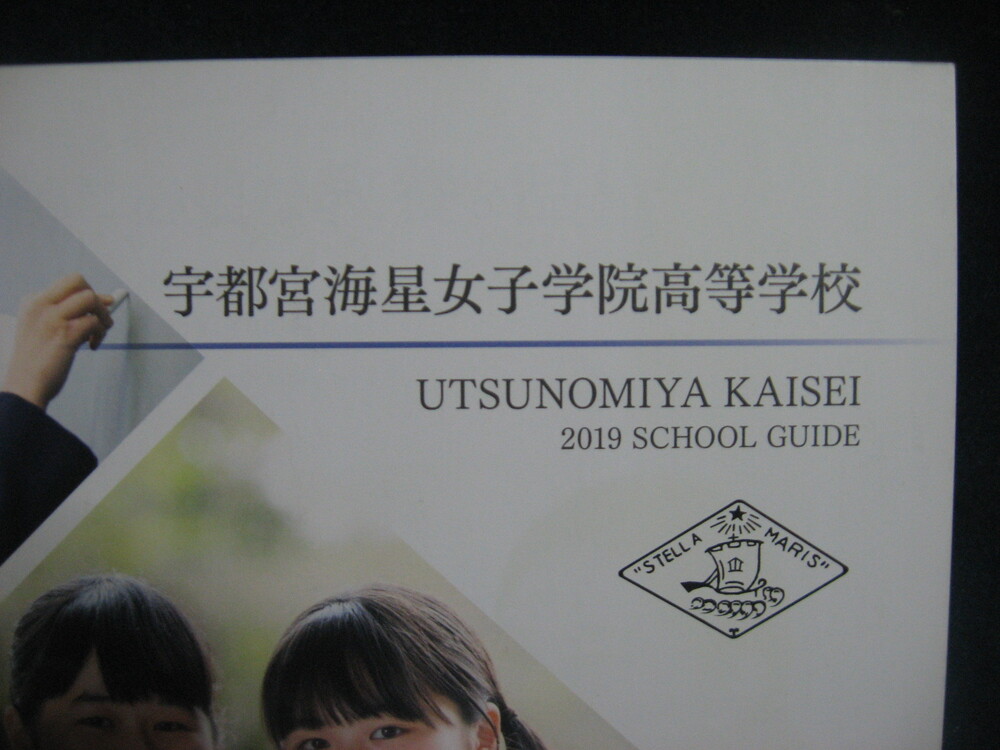 宇都宮海星女子学院高等学校
UTSUNOMIYA KAISEI
2019 SCHOOL GUIDE
"STELLA MARIS"